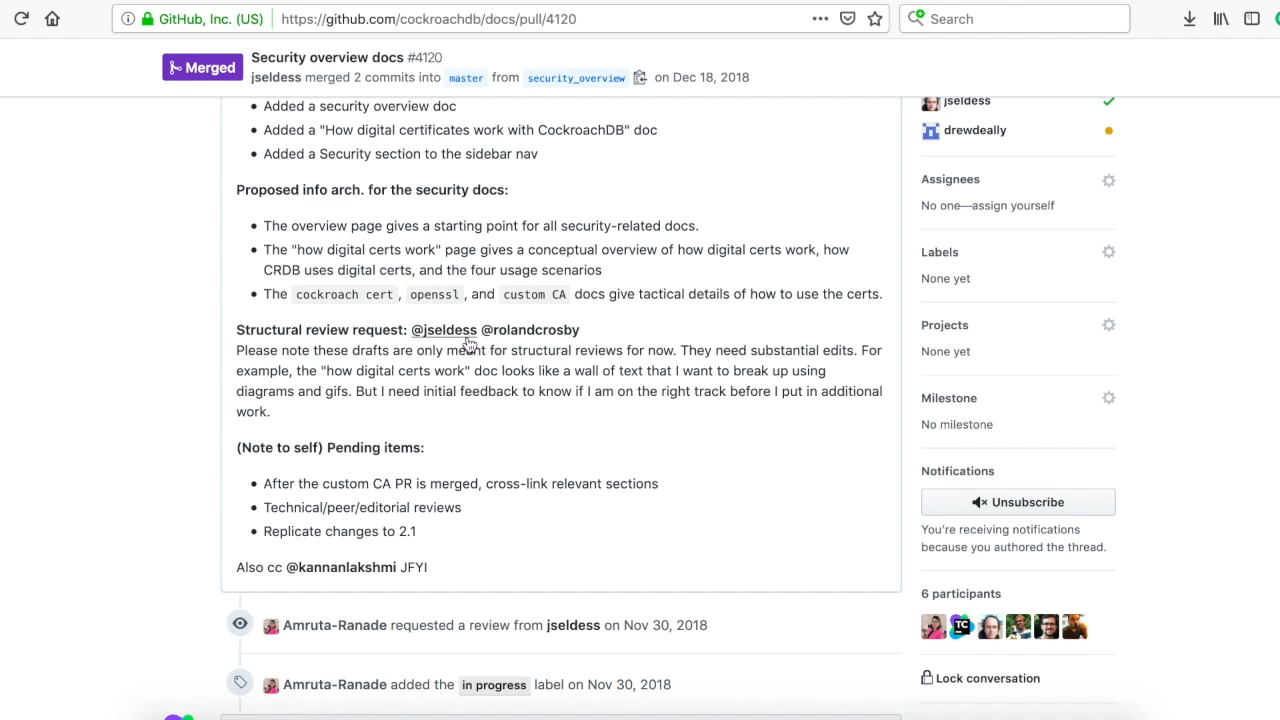 GitHub, Inc. (US)
https://github.com/cockroachdb/docs/pull/4120
Search
Merged
Security overview docs #4120
jseldess merged 2 commits into master from security_overview on Dec 18, 2018
• Added a security overview doc
• Added a "How digital certificates work with CockroachDB" doc
• Added a Security section to the sidebar nav
Proposed info arch. for the security docs:
• The overview page gives a starting point for all security-related docs.
• The "how digital certs work" page gives a conceptual overview of how digital certs work, how
CRDB uses digital certs, and the four usage scenarios
• The cockroach cert, openssl, and custom CA docs give tactical details of how to use the certs.
Structural review request: @jseldess @rolandcrosby
Please note these drafts are only meant for structural reviews for now. They need substantial edits. For
example, the "how digital certs work" doc looks like a wall of text that I want to break up using
diagrams and gifs. But I need initial feedback to know if I am on the right track before I put in additional
work.
(Note to self) Pending items:
• After the custom CA PR is merged, cross-link relevant sections
• Technical/peer/editorial reviews
• Replicate changes to 2.1
Also cc @kannanlakshmi JFYI
Amruta-Ranade requested a review from jseldess on Nov 30, 2018
Amruta-Ranade added the in progress label on Nov 30, 2018
jseldess
drewdeally
Assignees
No one—assign yourself
Labels
None yet
Projects
None yet
Milestone
No milestone
Notifications
Unsubscribe
You're receiving notifications
because you authored the thread.
6 participants
TC
Lock conversation